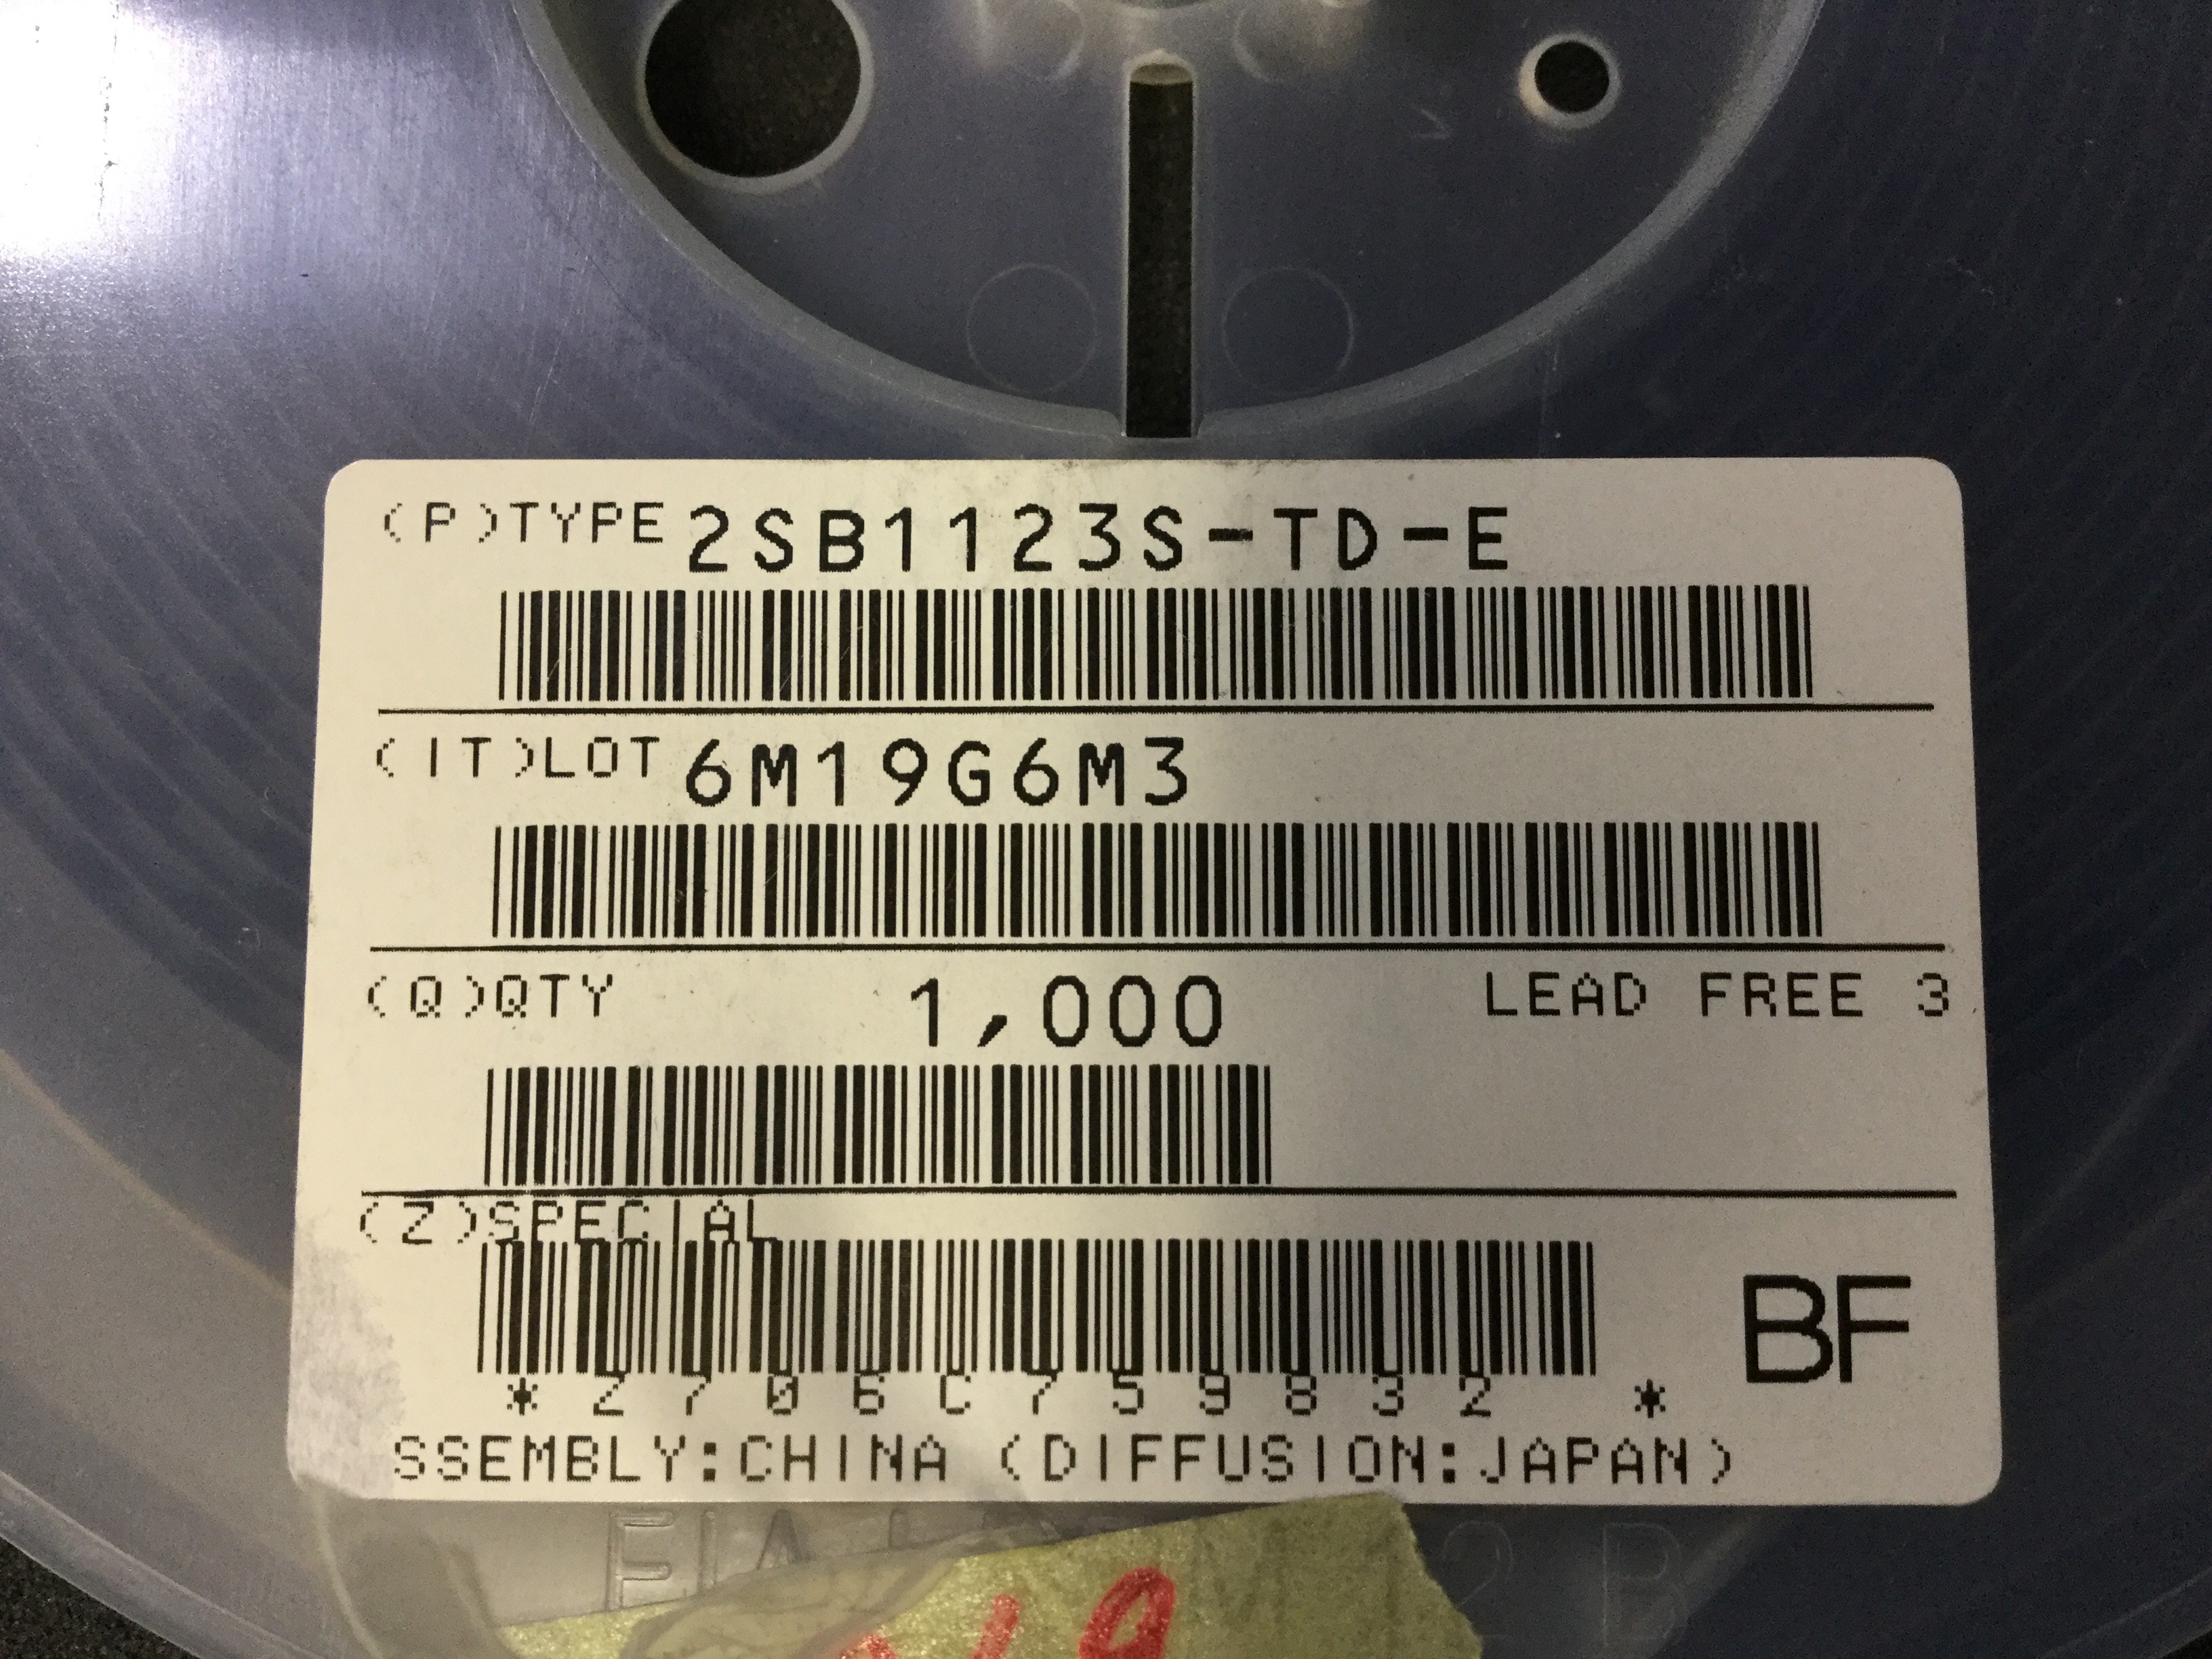 (P)TYPE 2SB1123S-TD-E
(IT)LOT 6M19G6M3
(Q)QTY 1,000 LEAD FREE 3
(Z)SPECIAL
BF
*Z706C759832 *
SSEMBLY:CHINA (DIFFUSION:JAPAN)